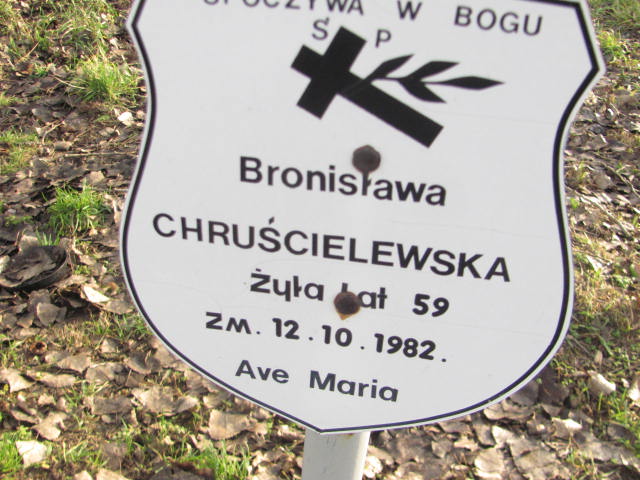 SPOCZYWA W BOGU
Ś P
Bronisława
CHRUŚCIELEWSKA
Żyła Lat 59
ZM. 12.10.1982.
Ave Maria